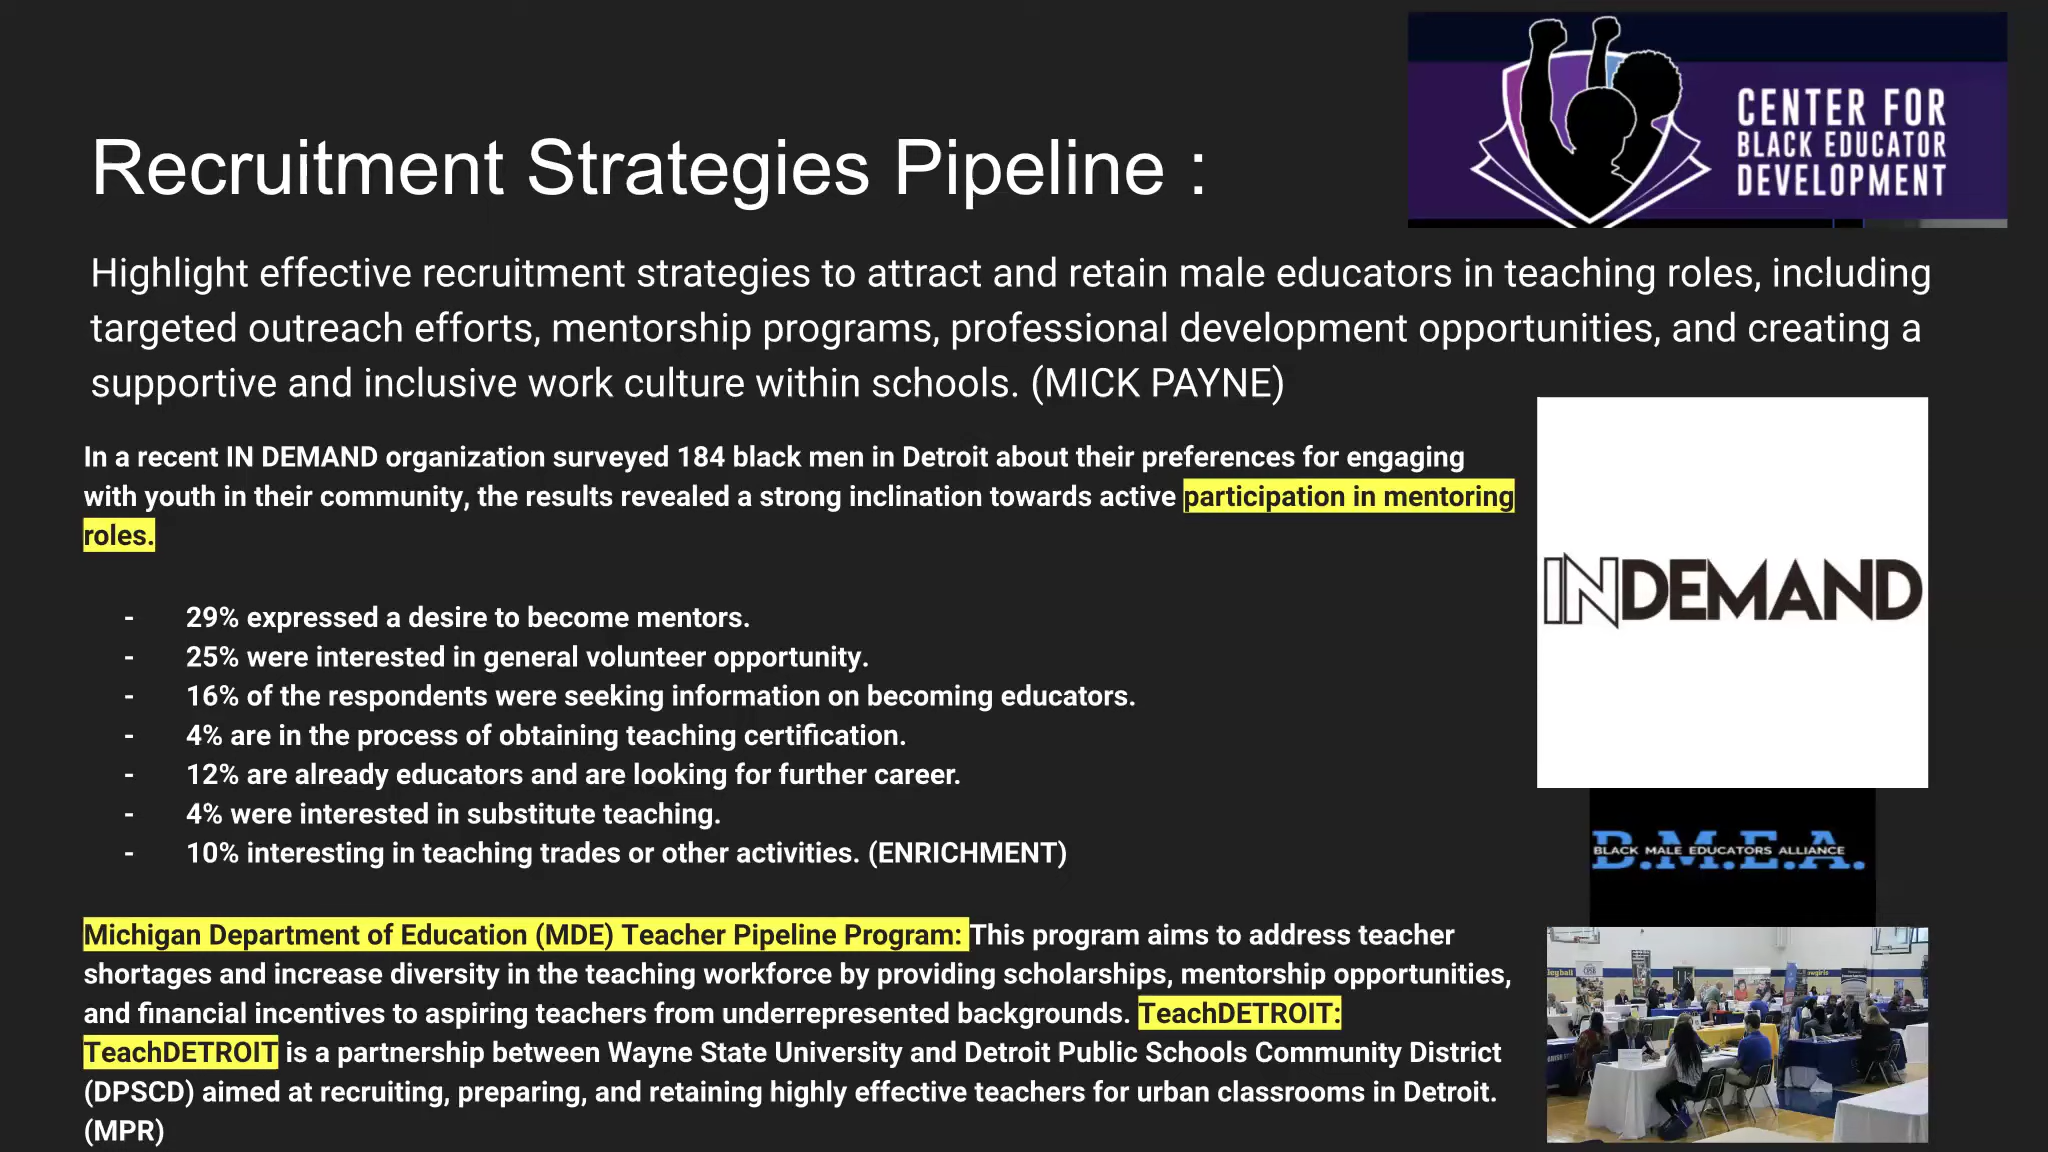 CENTER FOR
BLACK EDUCATOR
DEVELOPMENT
Recruitment Strategies Pipeline :
Highlight effective recruitment strategies to attract and retain male educators in teaching roles, including
targeted outreach efforts, mentorship programs, professional development opportunities, and creating a
supportive and inclusive work culture within schools. (MICK PAYNE)
In a recent IN DEMAND organization surveyed 184 black men in Detroit about their preferences for engaging
with youth in their community, the results revealed a strong inclination towards active participation in mentoring
roles.
- 29% expressed a desire to become mentors.
- 25% were interested in general volunteer opportunity.
- 16% of the respondents were seeking information on becoming educators.
- 4% are in the process of obtaining teaching certification.
- 12% are already educators and are looking for further career.
- 4% were interested in substitute teaching.
- 10% interesting in teaching trades or other activities. (ENRICHMENT)
INDEMAND
B.M.E.A.
BLACK MALE EDUCATORS ALLIANCE
Michigan Department of Education (MDE) Teacher Pipeline Program: This program aims to address teacher
shortages and increase diversity in the teaching workforce by providing scholarships, mentorship opportunities,
and financial incentives to aspiring teachers from underrepresented backgrounds. TeachDETROIT:
TeachDETROIT is a partnership between Wayne State University and Detroit Public Schools Community District
(DPSCD) aimed at recruiting, preparing, and retaining highly effective teachers for urban classrooms in Detroit.
(MPR)